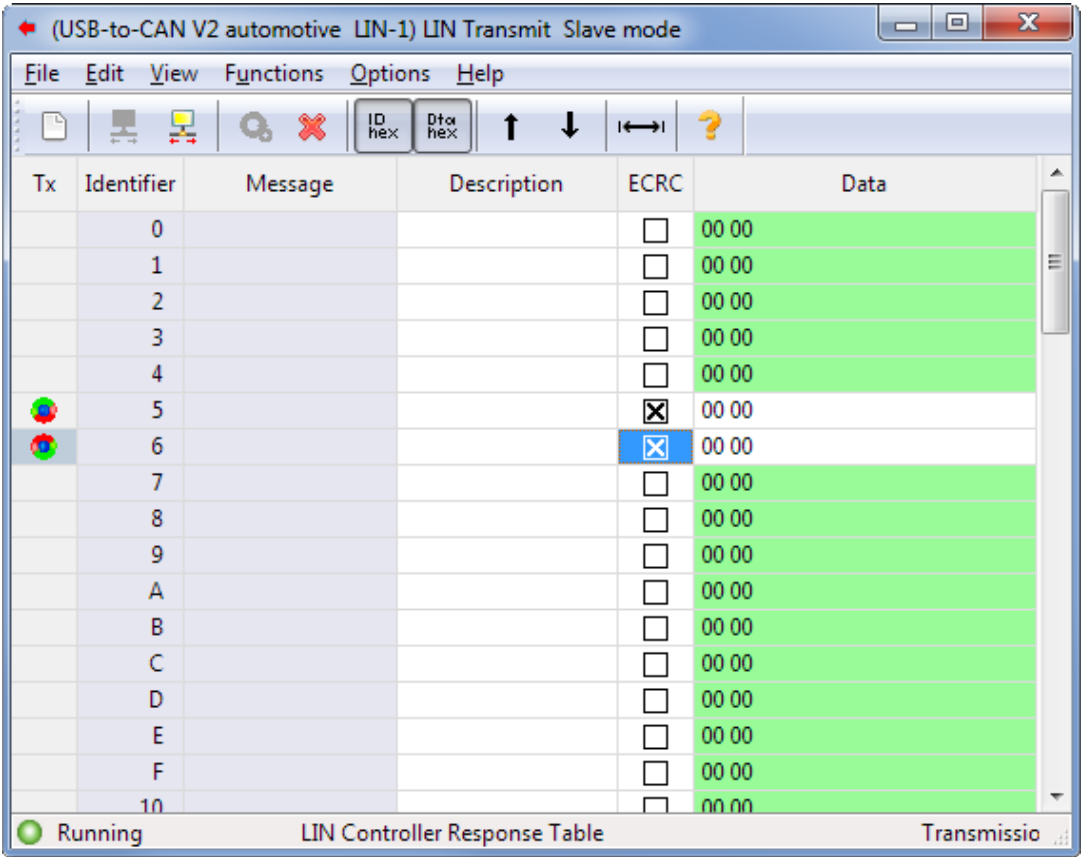 (USB-to-CAN V2 automotive LIN-1) LIN Transmit Slave mode
File Edit View Functions Options Help
ID hex Dta hex
Tx Identifier Message Description ECRC Data
0 00 00
1 00 00
2 00 00
3 00 00
4 00 00
5 00 00
6 00 00
7 00 00
8 00 00
9 00 00
A 00 00
B 00 00
C 00 00
D 00 00
E 00 00
F 00 00
10 00 00
Running LIN Controller Response Table Transmissio